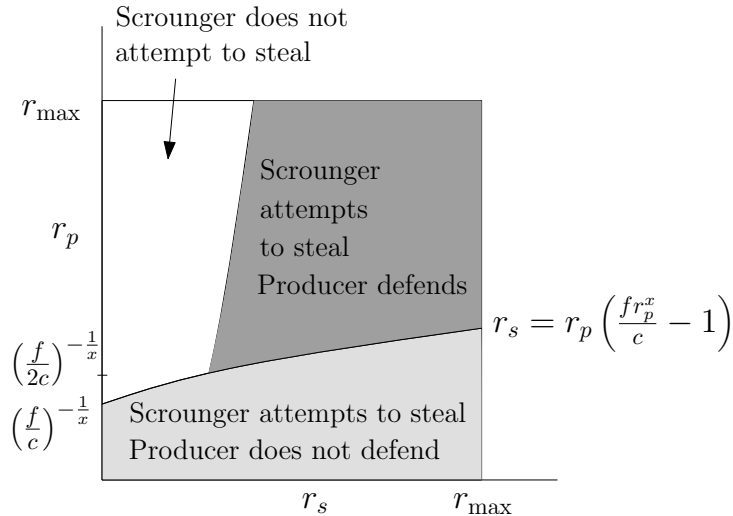 Scrounger does not
attempt to steal
r_max
Scrounger
attempts
to steal
Producer defends
r_p
r_s = r_p (f r_p^x / c − 1)
(f/2c)^{−1/x}
(f/c)^{−1/x}
Scrounger attempts to steal
Producer does not defend
r_s
r_max